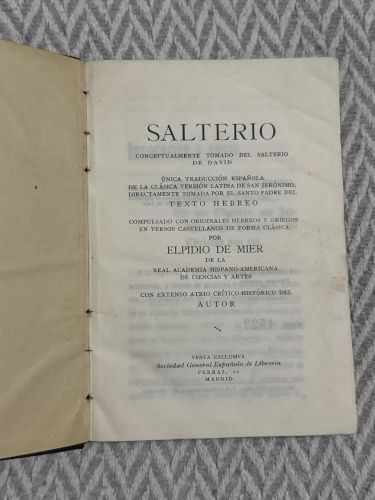 SALTERIO
CONCEPTUALMENTE TOMADO DEL SALTERIO
DE DAVID
ÚNICA TRADUCCIÓN ESPAÑOLA
DE LA CLÁSICA VERSIÓN LATINA DE SAN JERÓNIMO,
DIRECTAMENTE TOMADA POR EL SANTO PADRE DEL
TEXTO HEBREO
COMPULSADO CON ORIGINALES HEBREOS Y GRIEGOS
EN VERSOS CASTELLANOS DE FORMA CLÁSICA
POR
ELPIDIO DE MIER
DE LA
REAL ACADEMIA HISPANO-AMERICANA
DE CIENCIAS Y ARTES
CON EXTENSO ATRIO CRÍTICO-HISTÓRICO DEL
AUTOR
VENTA EXCLUSIVA
Sociedad General Española de Librería
FERRAZ,
MADRID